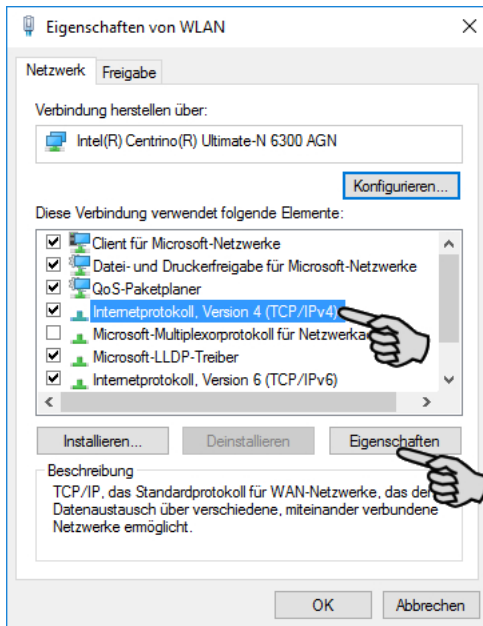 Eigenschaften von WLAN
Netzwerk
Freigabe
Verbindung herstellen über:
Intel(R) Centrino(R) Ultimate-N 6300 AGN
Konfigurieren...
Diese Verbindung verwendet folgende Elemente:
Client für Microsoft-Netzwerke
Datei- und Druckerfreigabe für Microsoft-Netzwerke
QoS-Paketplaner
Internetprotokoll, Version 4 (TCP/IPv4)
Microsoft-Multiplexorprotokoll für
Microsoft-LLDP-Treiber
Internetprotokoll, Version 6 (TCP/IPv6)
Installieren...
Deinstallieren
Eigenschaften
Beschreibung
TCP/IP, das Standardprotokoll für WAN-Netzwerke, das
Datenaustausch über verschiedene, miteinander verbundene
Netzwerke ermöglicht.
OK
Abbrechen